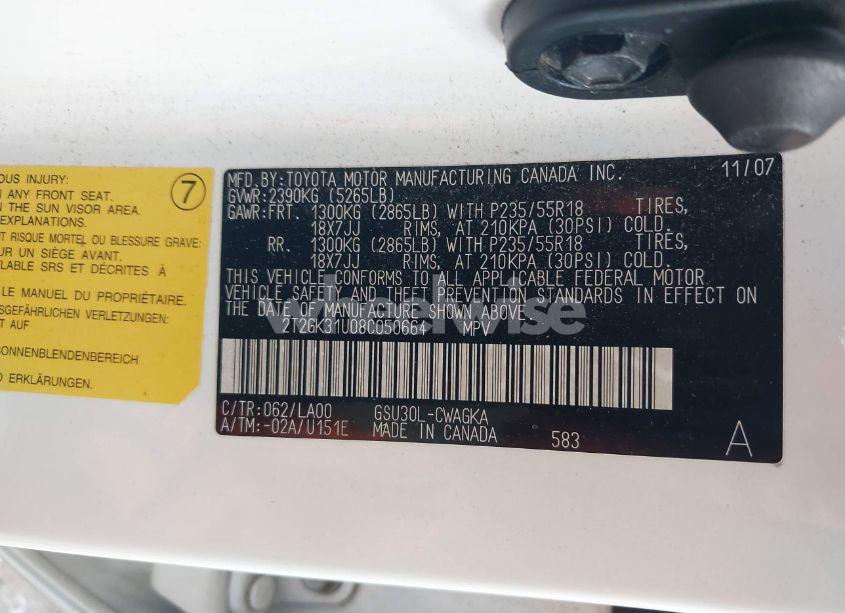 OUS INJURY:
ANY FRONT SEAT.
THE SUN VISOR AREA.
EXPLANATIONS.
T RISQUE MORTEL OU BLESSURE GRAVE:
UR UN SIÈGE AVANT.
LABLE SRS ET DÉCRITES À
LE MANUEL DU PROPRIÉTAIRE.
SGEFÄHRLICHEN VERLETZUNGEN.
T AUF
ONNENBLENDENBEREICH
D ERKLÄRUNGEN.
7
MFD.BY:TOYOTA MOTOR MANUFACTURING CANADA INC. 11/07
GVWR:2390KG (5265LB)
GAWR:FRT. 1300KG (2865LB) WITH P235/55R18 TIRES,
18X7JJ RIMS, AT 210KPA (30PSI) COLD.
RR. 1300KG (2865LB) WITH P235/55R18 TIRES,
18X7JJ RIMS, AT 210KPA (30PSI) COLD.
THIS VEHICLE CONFORMS TO ALL APPLICABLE FEDERAL MOTOR
VEHICLE SAFETY AND THEFT PREVENTION STANDARDS IN EFFECT ON
THE DATE OF MANUFACTURE SHOWN ABOVE.
2T26K31U08C050664 MPV
C/TR:062/LA00 GSU30L-CWAGKA
A/TM:-02A/U151E MADE IN CANADA 583 A
wheelwise